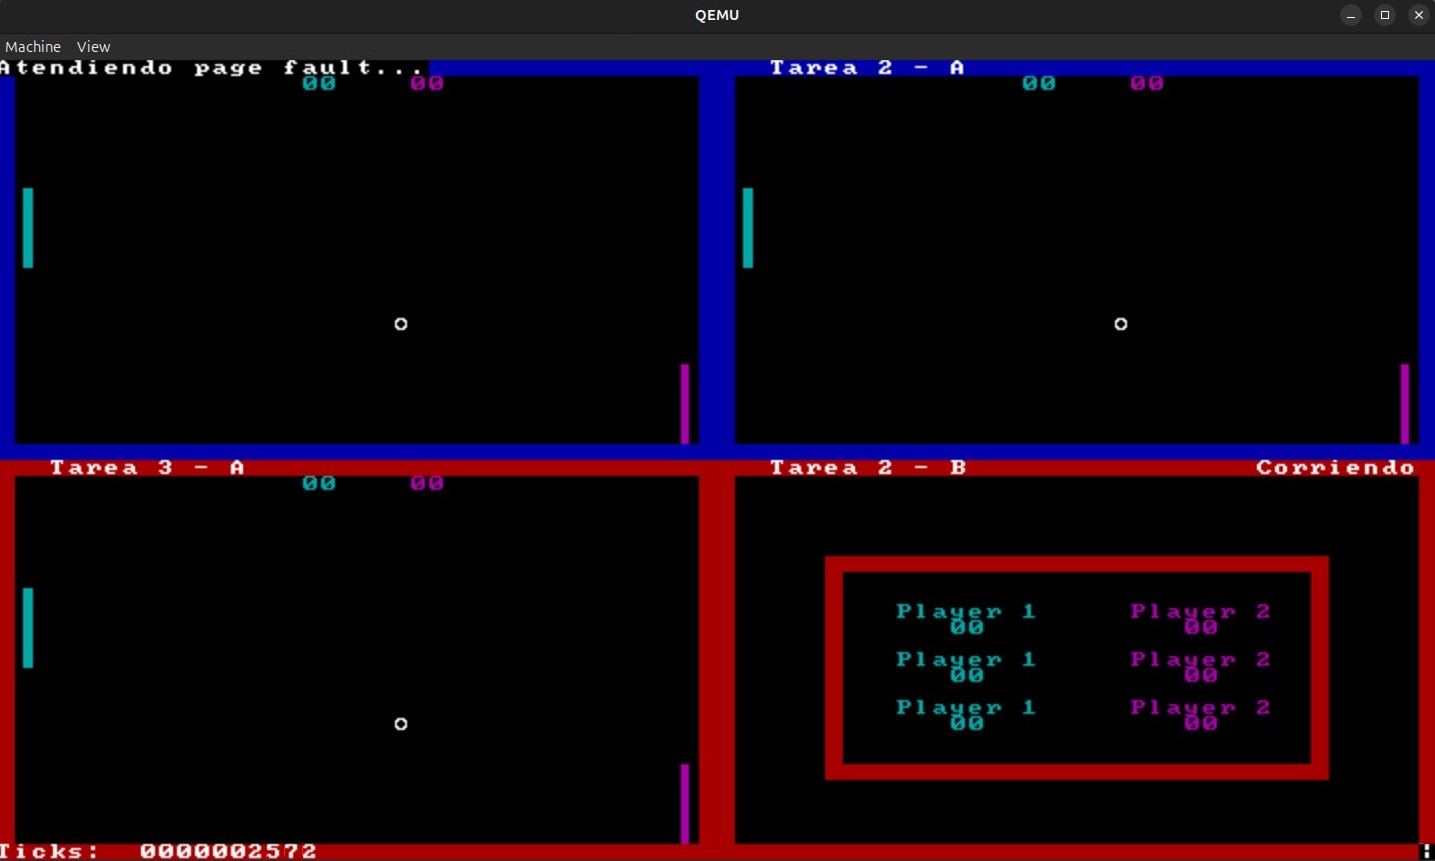 QEMU
Machine View
Atendiendo page fault...
00 00
Tarea 2 - A
00 00
Tarea 3 - A
00 00
Tarea 2 - B Corriendo
Player 1 Player 2
00 00
Player 1 Player 2
00 00
Player 1 Player 2
00 00
Ticks: 0000002572